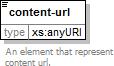 content-url
type xs:anyURI
An element that represent
content url.